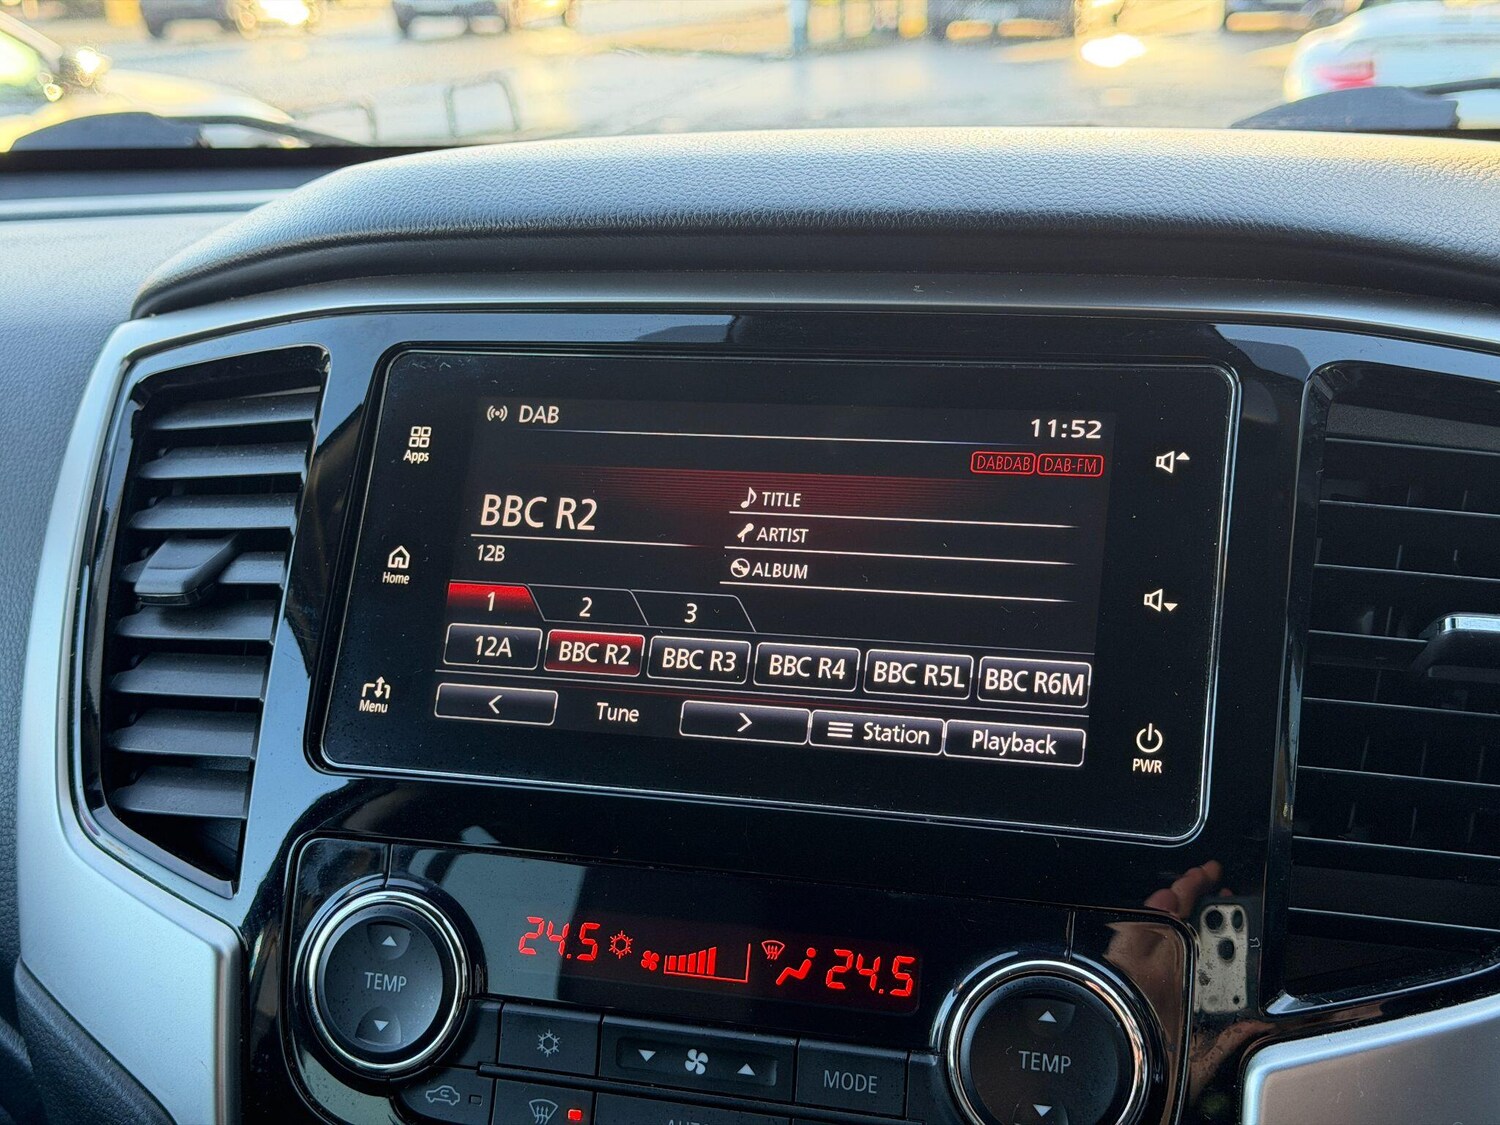 DAB
11:52
DABDAB DAB-FM
Apps
BBC R2
TITLE
ARTIST
12B
ALBUM
Home
1 2 3
12A BBC R2 BBC R3 BBC R4 BBC R5L BBC R6M
Menu
< Tune > Station Playback
PWR
24.5 24.5
TEMP
TEMP
MODE